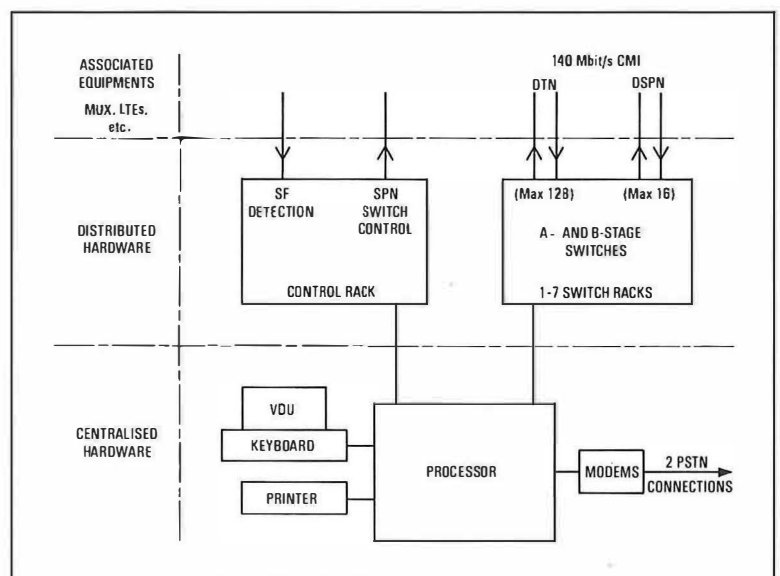 ASSOCIATED
EQUIPMENTS
MUX, LTEs,
etc.
140 Mbit/s CMI
DTN
DSPN
DISTRIBUTED
HARDWARE
SF
DETECTION
SPN
SWITCH
CONTROL
CONTROL RACK
(Max 128)
(Max 16)
A- AND B-STAGE
SWITCHES
1-7 SWITCH RACKS
CENTRALISED
HARDWARE
VDU
KEYBOARD
PRINTER
PROCESSOR
MODEMS
2 PSTN
CONNECTIONS